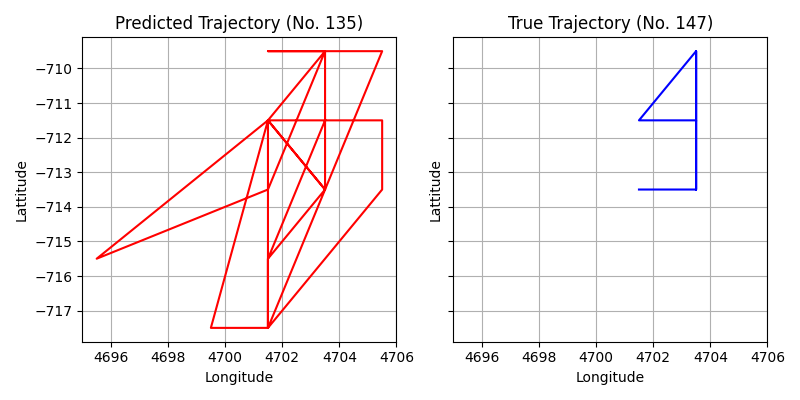 Predicted Trajectory (No. 135)
True Trajectory (No. 147)
−710
−711
−712
−713
−714
−715
−716
−717
Lattitude
Lattitude
4696 4698 4700 4702 4704 4706
4696 4698 4700 4702 4704 4706
Longitude
Longitude